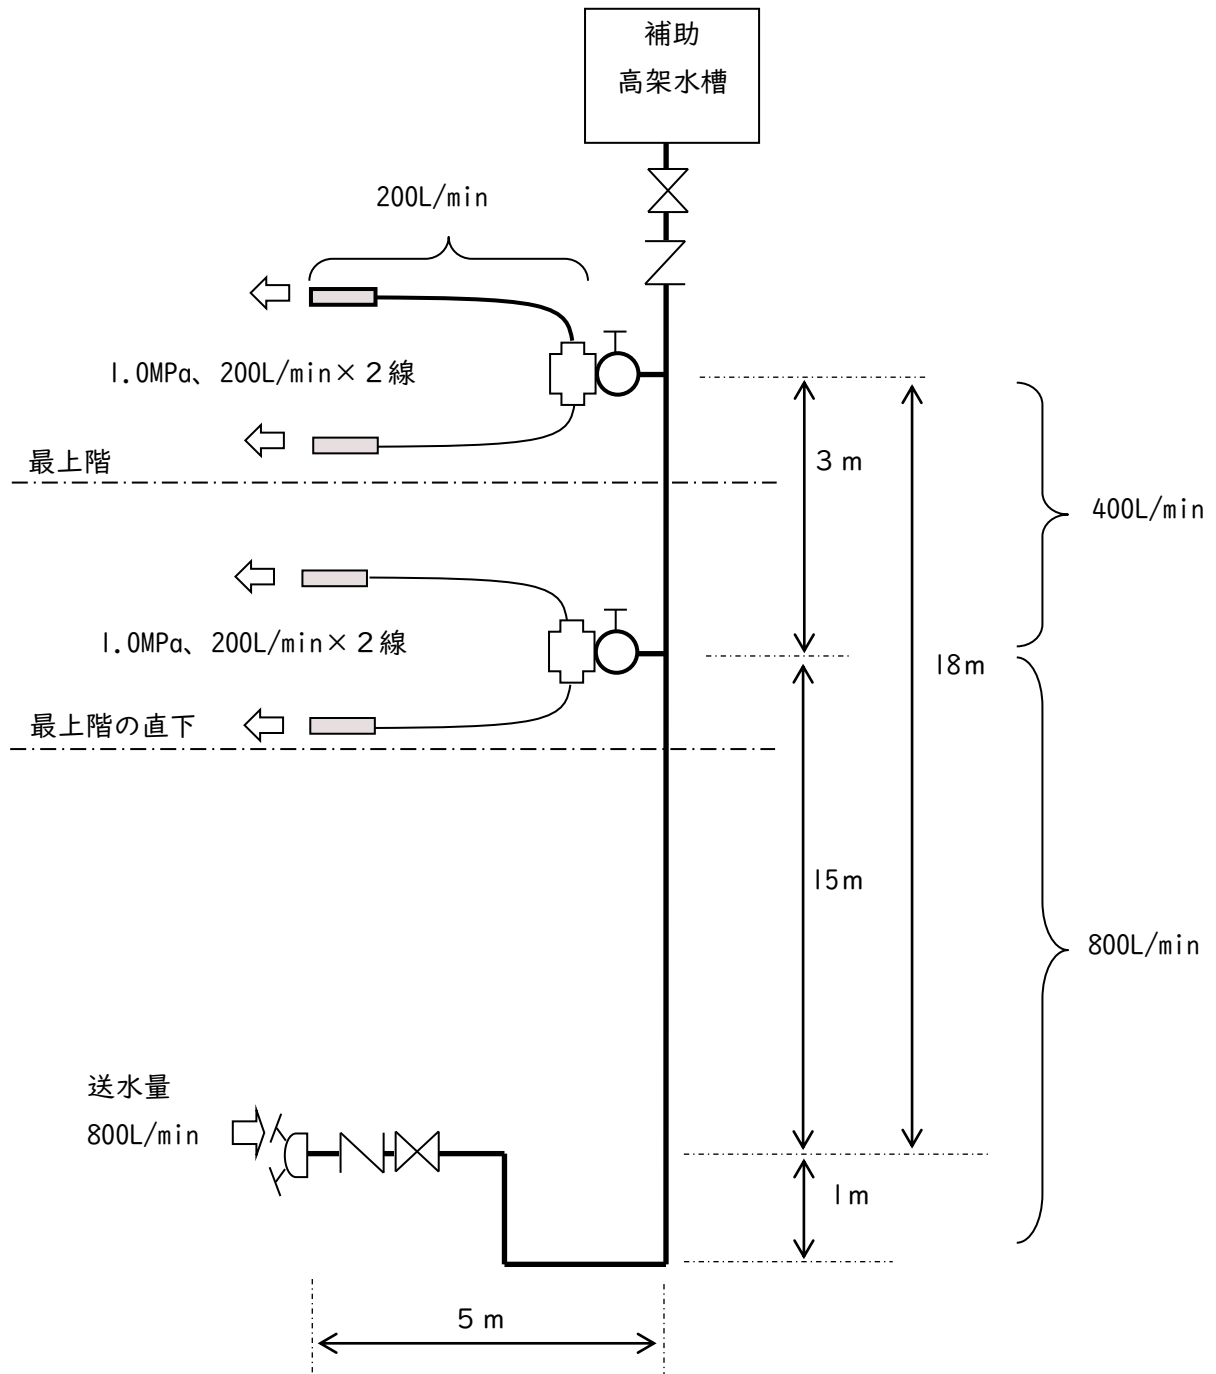 補助
高架水槽
200L/min
1.0MPa、200L/min×２線
最上階
３ｍ
400L/min
1.0MPa、200L/min×２線
18ｍ
最上階の直下
15ｍ
800L/min
送水量
800L/min
1ｍ
５ｍ